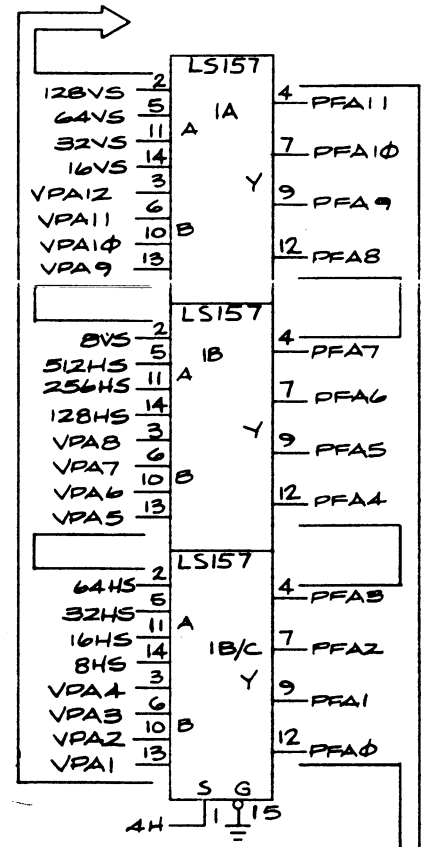 LS157
2
128VS
4
PFA11
5
64VS
1A
11
32VS
A
7
PFA1Ø
14
16VS
3
VPA12
Y
9
PFA9
6
VPA11
10
VPA1Ø
B
12
PFA8
13
VPA9
LS157
2
8VS
4
PFA7
5
512HS
1B
11
256HS
A
7
PFA6
14
128HS
3
VPA8
Y
9
PFA5
6
VPA7
10
VPA6
B
12
PFA4
13
VPA5
LS157
2
64HS
4
PFA3
5
32HS
A
11
16HS
1B/C
7
PFA2
14
8HS
3
VPA4
Y
9
PFA1
6
VPA3
10
VPA2
B
12
PFAØ
13
VPA1
S G
4H
1
15